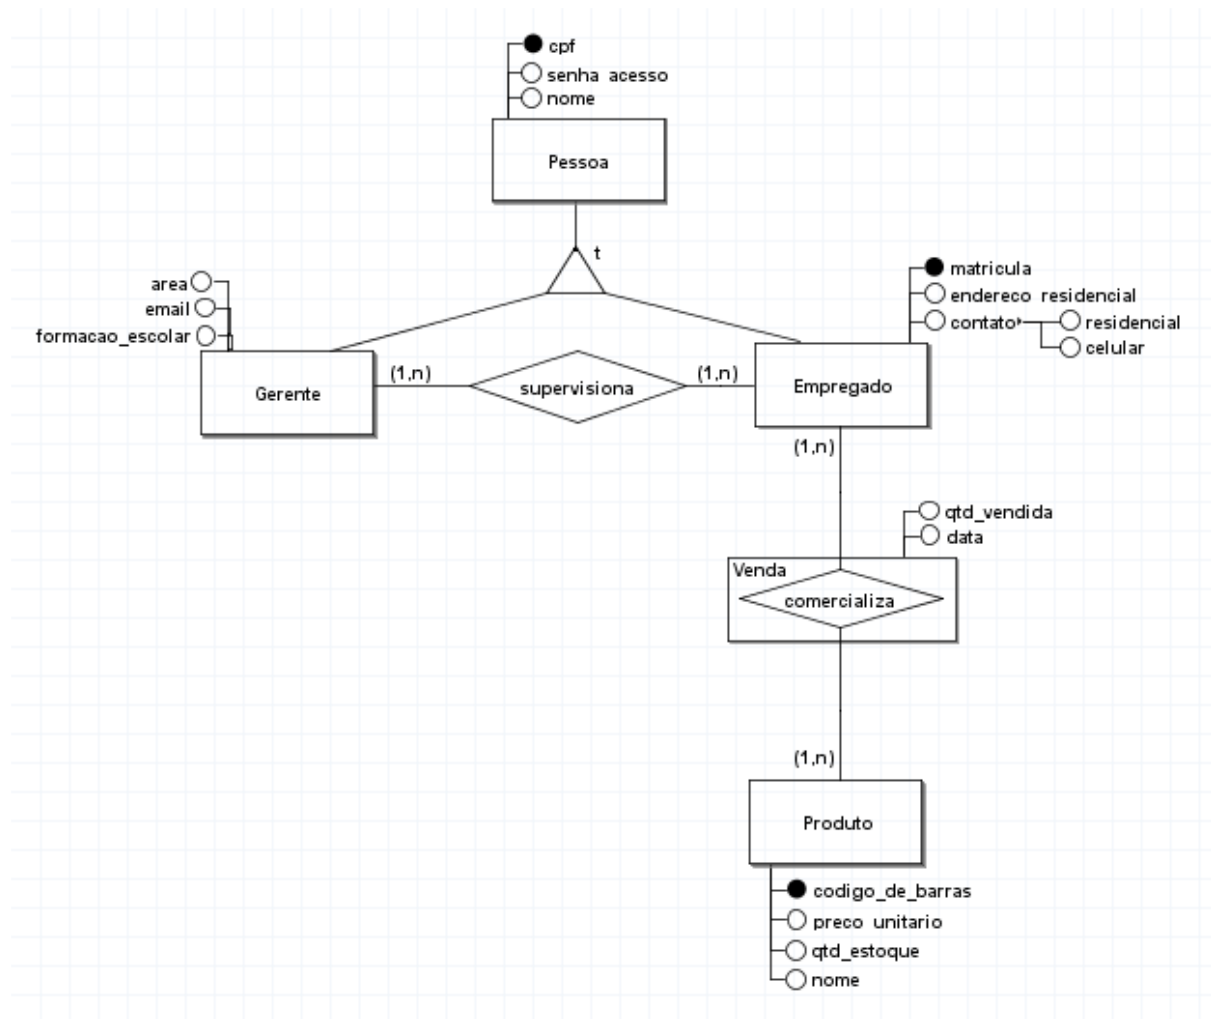 cpf
senha acesso
nome
Pessoa
t
area
email
formacao_escolar
matricula
endereco residencial
contato
residencial
celular
Gerente
(1,n)
supervisiona
(1,n)
Empregado
(1,n)
qtd_vendida
data
Venda
comercializa
(1,n)
Produto
codigo_de_barras
preco unitario
qtd_estoque
nome